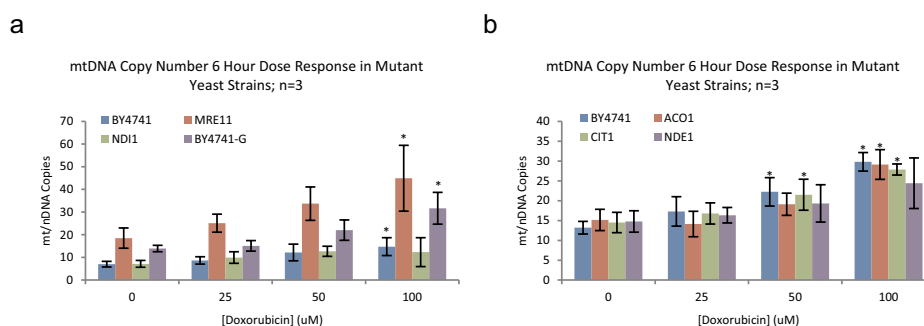 a
mtDNA Copy Number 6 Hour Dose Response in Mutant
Yeast Strains; n=3
BY4741
MRE11
NDI1
BY4741-G
mt/nDNA Copies
70
60
50
40
30
20
10
0
*
*
*
0
25
50
100
[Doxorubicin] (uM)
b
mtDNA Copy Number 6 Hour Dose Response in Mutant
Yeast Strains; n=3
BY4741
ACO1
CIT1
NDE1
mt/nDNA Copies
40
35
30
25
20
15
10
5
0
*
*
*
*
*
0
25
50
100
[Doxorubicin] (uM)